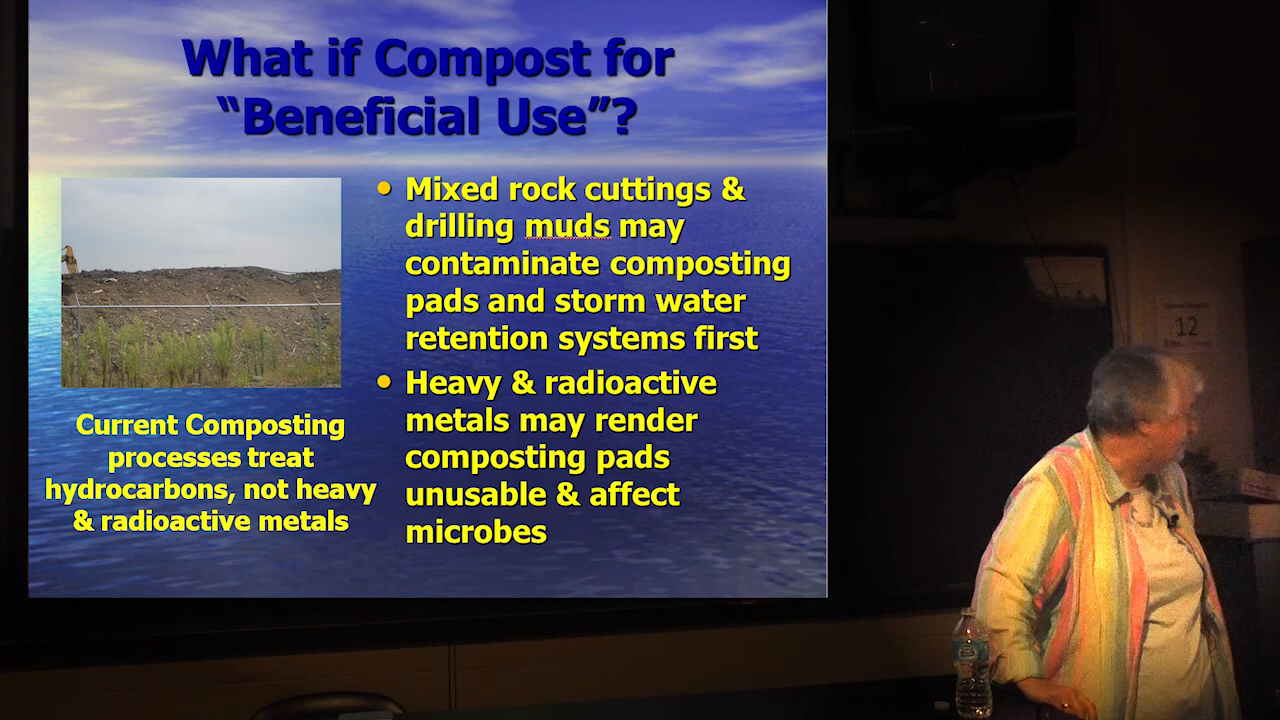 What if Compost for
“Beneficial Use”?
• Mixed rock cuttings &
drilling muds may
contaminate composting
pads and storm water
retention systems first
• Heavy & radioactive
metals may render
composting pads
unusable & affect
microbes
Current Composting
processes treat
hydrocarbons, not heavy
& radioactive metals
12